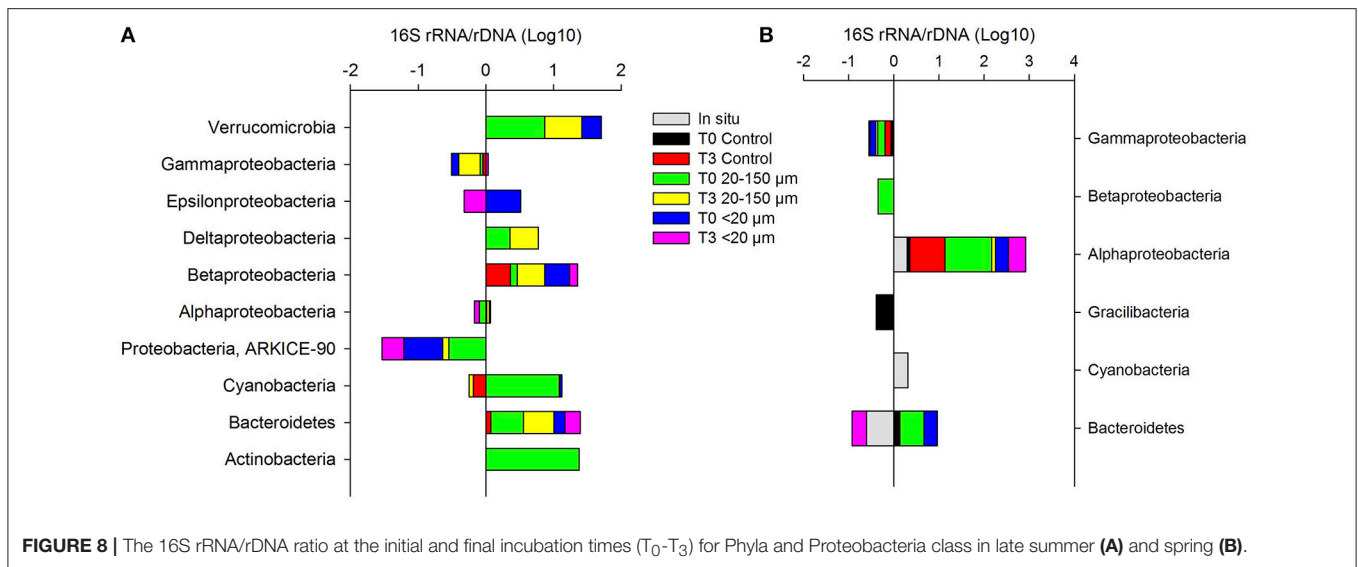 A
16S rRNA/rDNA (Log10)
-2 -1 0 1 2
Verrucomicrobia
Gammaproteobacteria
Epsilonproteobacteria
Deltaproteobacteria
Betaproteobacteria
Alphaproteobacteria
Proteobacteria, ARKICE-90
Cyanobacteria
Bacteroidetes
Actinobacteria
In situ
T0 Control
T3 Control
T0 20-150 µm
T3 20-150 µm
T0 <20 µm
T3 <20 µm
B
16S rRNA/rDNA (Log10)
-2 -1 0 1 2 3 4
Gammaproteobacteria
Betaproteobacteria
Alphaproteobacteria
Gracilibacteria
Cyanobacteria
Bacteroidetes
FIGURE 8 | The 16S rRNA/rDNA ratio at the initial and final incubation times (T0-T3) for Phyla and Proteobacteria class in late summer (A) and spring (B).